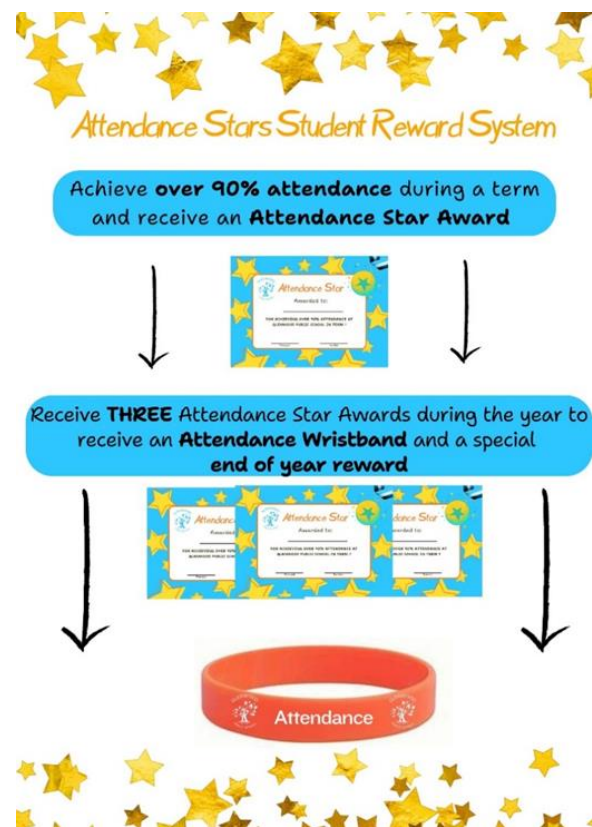 Attendance Stars Student Reward System
Achieve over 90% attendance during a term
and receive an Attendance Star Award
Attendance Star
Awarded to:
Receive THREE Attendance Star Awards during the year to
receive an Attendance Wristband and a special
end of year reward
Attendance Star
Awarded to:
Attendance